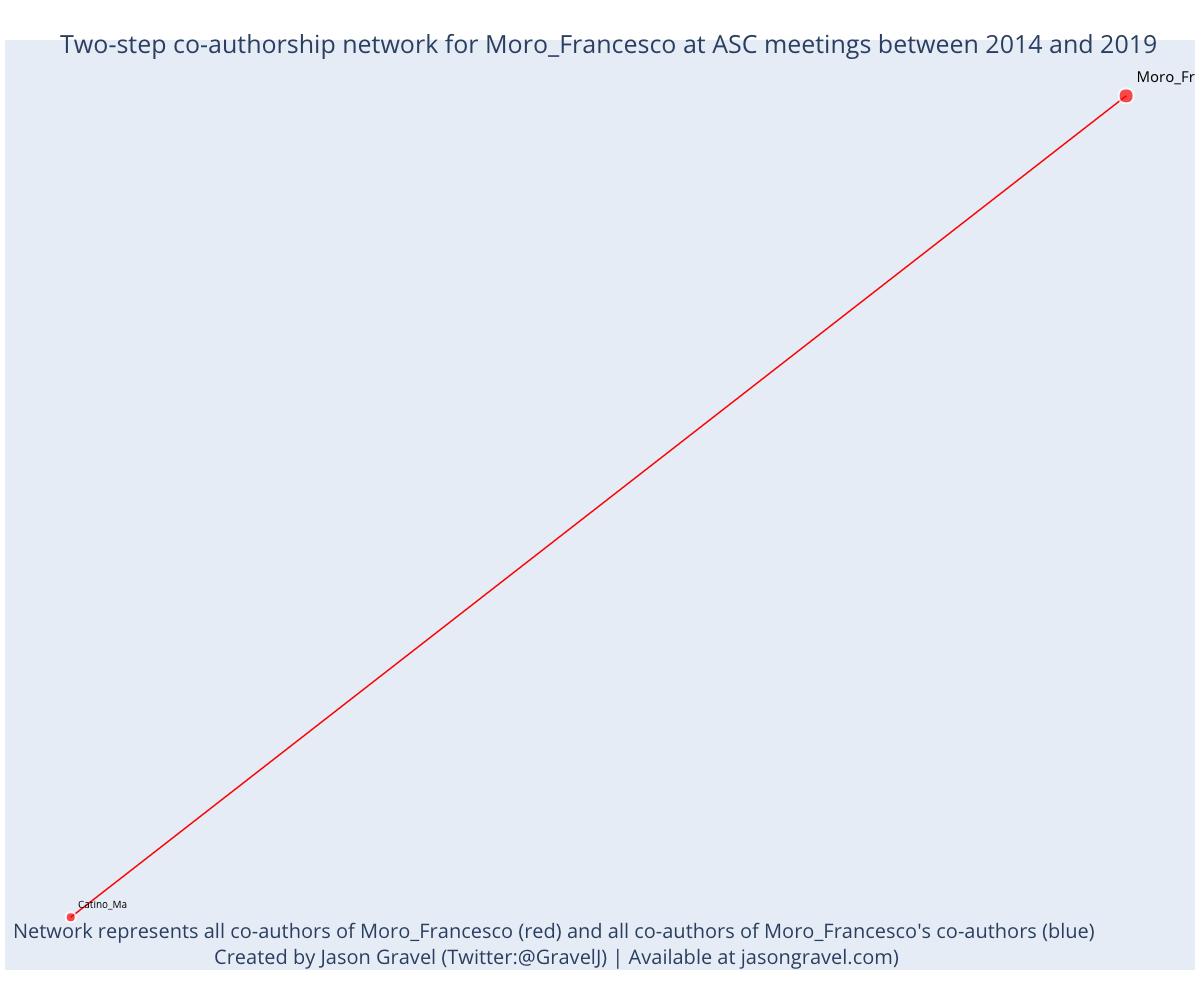 Two-step co-authorship network for Moro_Francesco at ASC meetings between 2014 and 2019
Moro_Fr
Catino_Ma
Network represents all co-authors of Moro_Francesco (red) and all co-authors of Moro_Francesco's co-authors (blue)
Created by Jason Gravel (Twitter:@GravelJ) | Available at jasongravel.com)